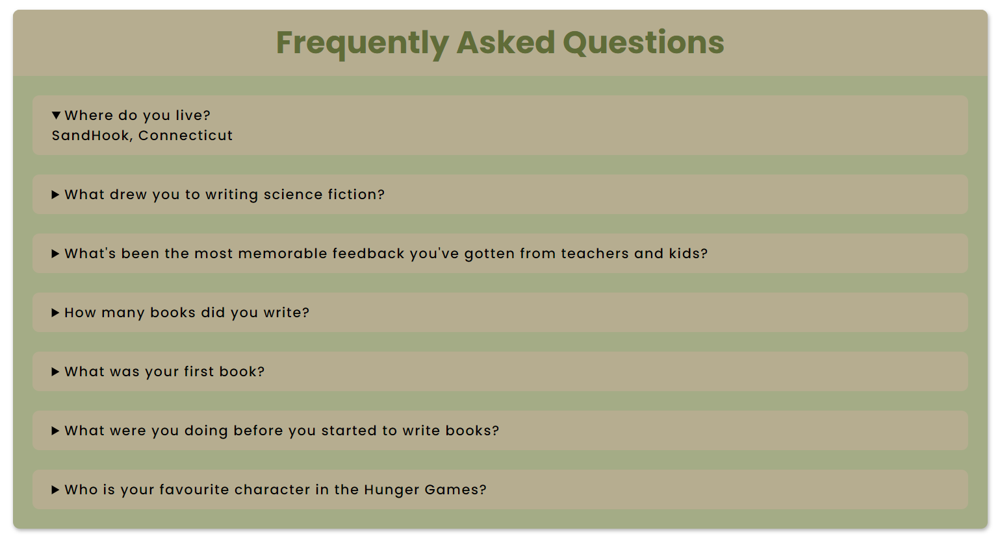 Frequently Asked Questions
Where do you live?
SandHook, Connecticut
What drew you to writing science fiction?
What's been the most memorable feedback you've gotten from teachers and kids?
How many books did you write?
What was your first book?
What were you doing before you started to write books?
Who is your favourite character in the Hunger Games?